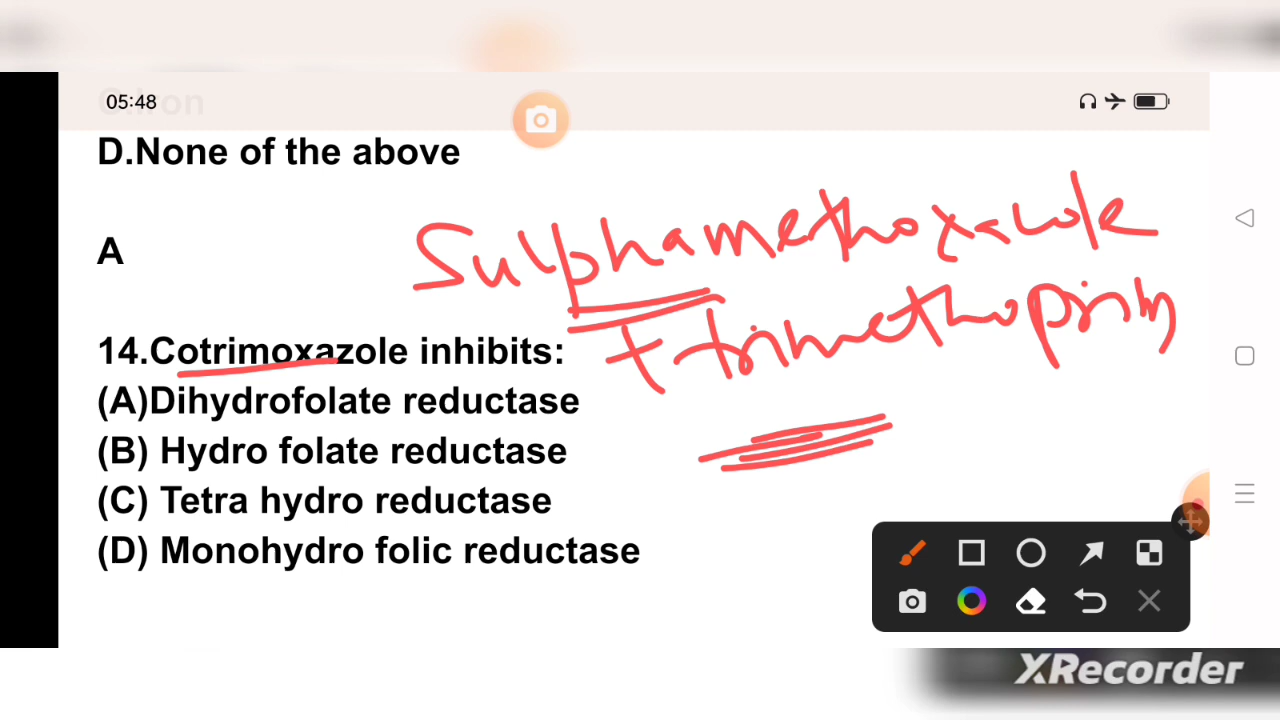 05:48
C.Iron
D.None of the above
A
Sulphamethoxazole
+ trimethoprim
14.Cotrimoxazole inhibits:
(A)Dihydrofolate reductase
(B) Hydro folate reductase
(C) Tetra hydro reductase
(D) Monohydro folic reductase
XRecorder